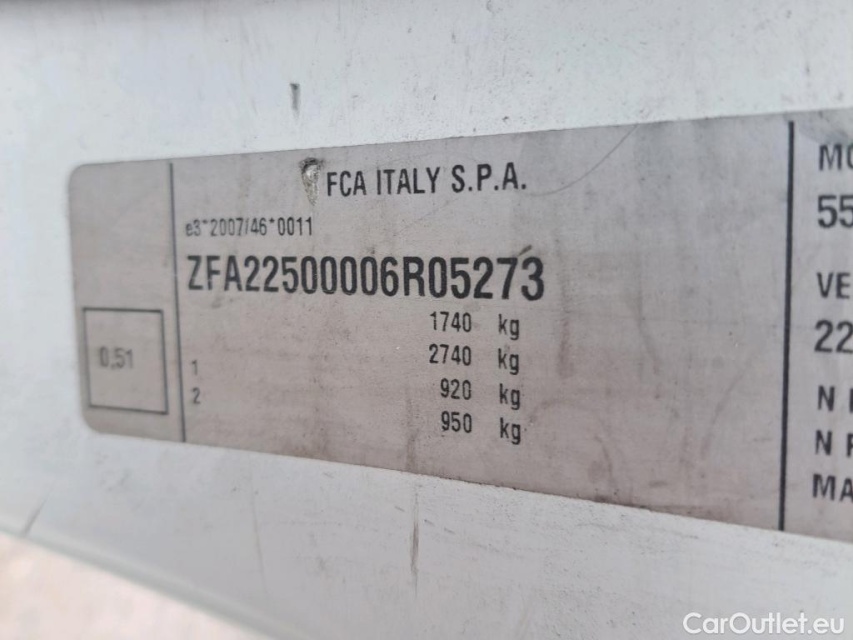 FCA ITALY S.P.A.
e3*2007/46*0011
ZFA22500006R05273
1740 kg
1 2740 kg
2 920 kg
950 kg
0,51
MO
55
VE
22
N
N
MA
CarOutlet.eu